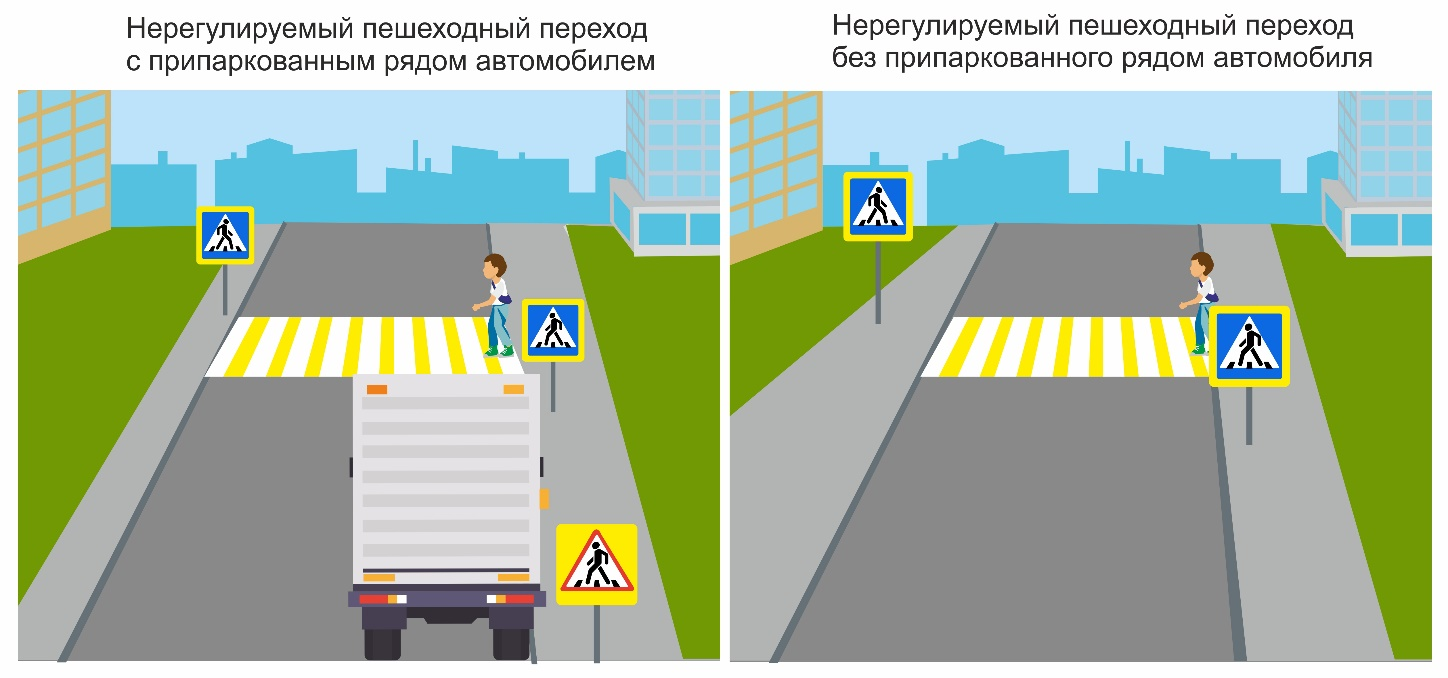 Нерегулируемый пешеходный переход
с припаркованным рядом автомобилем
Нерегулируемый пешеходный переход
без припаркованного рядом автомобиля